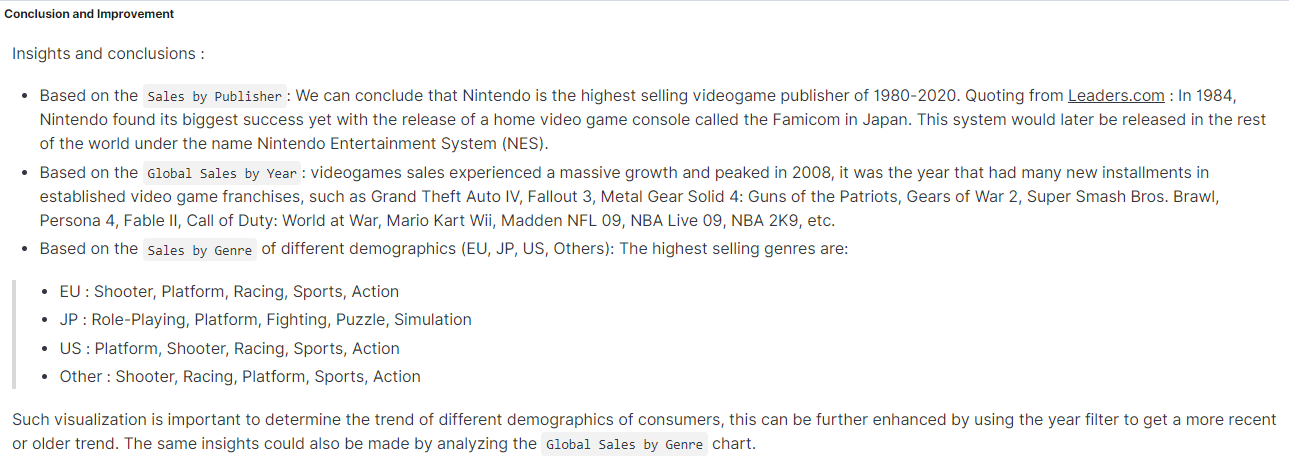 Conclusion and Improvement
Insights and conclusions :
• Based on the Sales by Publisher : We can conclude that Nintendo is the highest selling videogame publisher of 1980-2020. Quoting from Leaders.com : In 1984,
Nintendo found its biggest success yet with the release of a home video game console called the Famicom in Japan. This system would later be released in the rest
of the world under the name Nintendo Entertainment System (NES).
• Based on the Global Sales by Year : videogames sales experienced a massive growth and peaked in 2008, it was the year that had many new installments in
established video game franchises, such as Grand Theft Auto IV, Fallout 3, Metal Gear Solid 4: Guns of the Patriots, Gears of War 2, Super Smash Bros. Brawl,
Persona 4, Fable II, Call of Duty: World at War, Mario Kart Wii, Madden NFL 09, NBA Live 09, NBA 2K9, etc.
• Based on the Sales by Genre of different demographics (EU, JP, US, Others): The highest selling genres are:
• EU : Shooter, Platform, Racing, Sports, Action
• JP : Role-Playing, Platform, Fighting, Puzzle, Simulation
• US : Platform, Shooter, Racing, Sports, Action
• Other : Shooter, Racing, Platform, Sports, Action
Such visualization is important to determine the trend of different demographics of consumers, this can be further enhanced by using the year filter to get a more recent
or older trend. The same insights could also be made by analyzing the Global Sales by Genre chart.